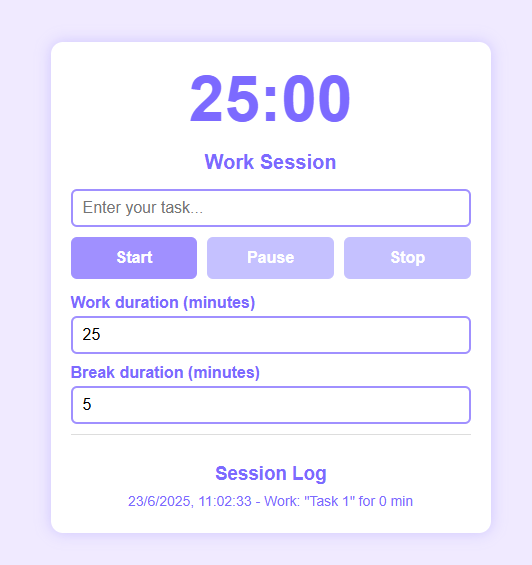 25:00
Work Session
Enter your task...
Start Pause Stop
Work duration (minutes)
25
Break duration (minutes)
5
Session Log
23/6/2025, 11:02:33 - Work: "Task 1" for 0 min